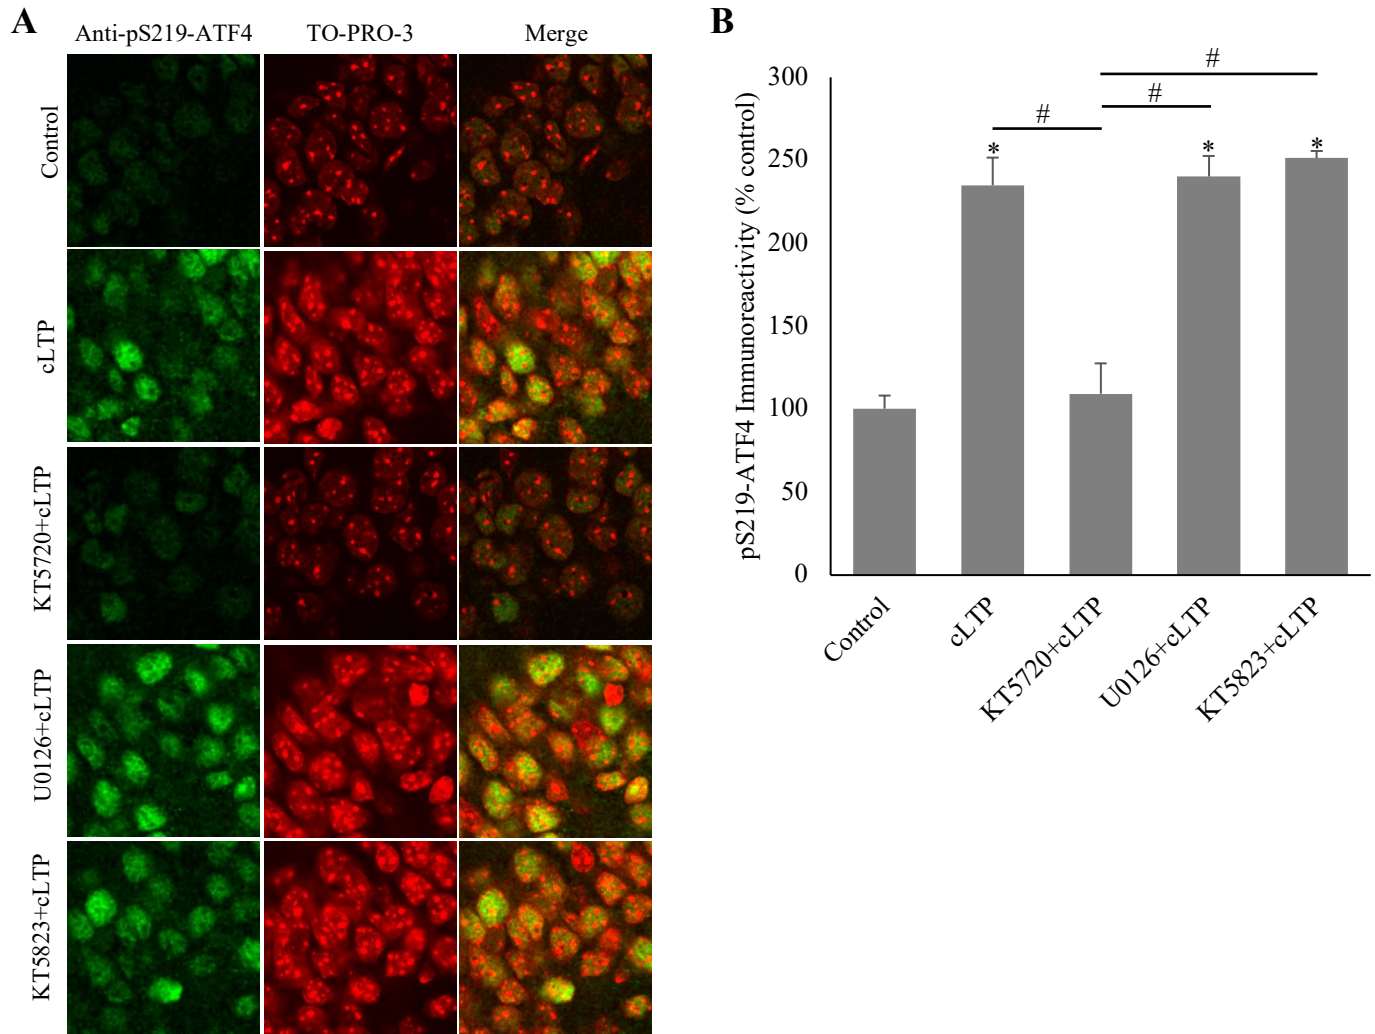 A
Anti-pS219-ATF4 TO-PRO-3 Merge
Control
cLTP
KT5720+cLTP
U0126+cLTP
KT5823+cLTP
B
pS219-ATF4 Immunoreactivity (% control)
300
250
200
150
100
50
0
#
#
#
*
*
*
Control
cLTP
KT5720+cLTP
U0126+cLTP
KT5823+cLTP